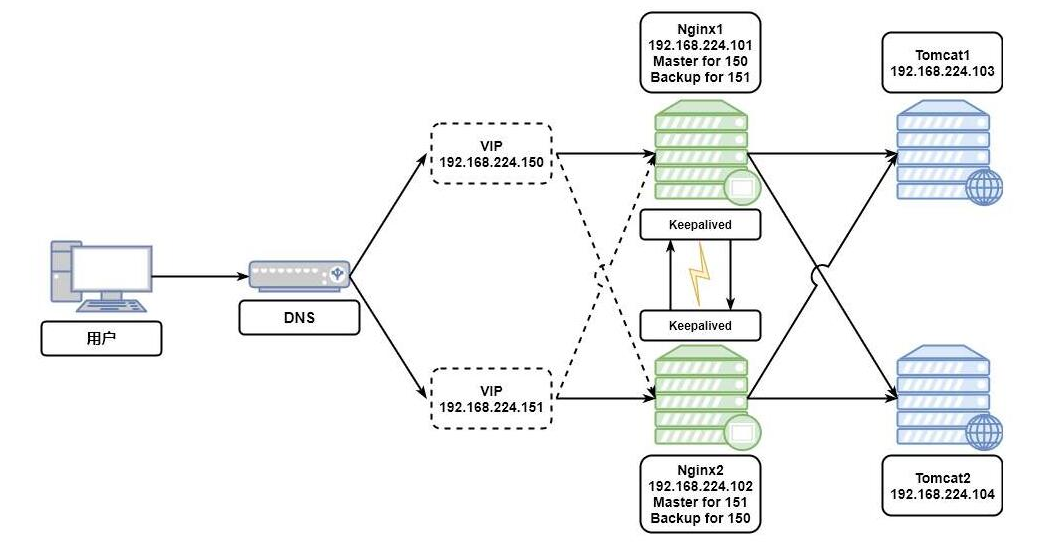 用户
DNS
VIP
192.168.224.150
VIP
192.168.224.151
Nginx1
192.168.224.101
Master for 150
Backup for 151
Keepalived
Keepalived
Nginx2
192.168.224.102
Master for 151
Backup for 150
Tomcat1
192.168.224.103
Tomcat2
192.168.224.104